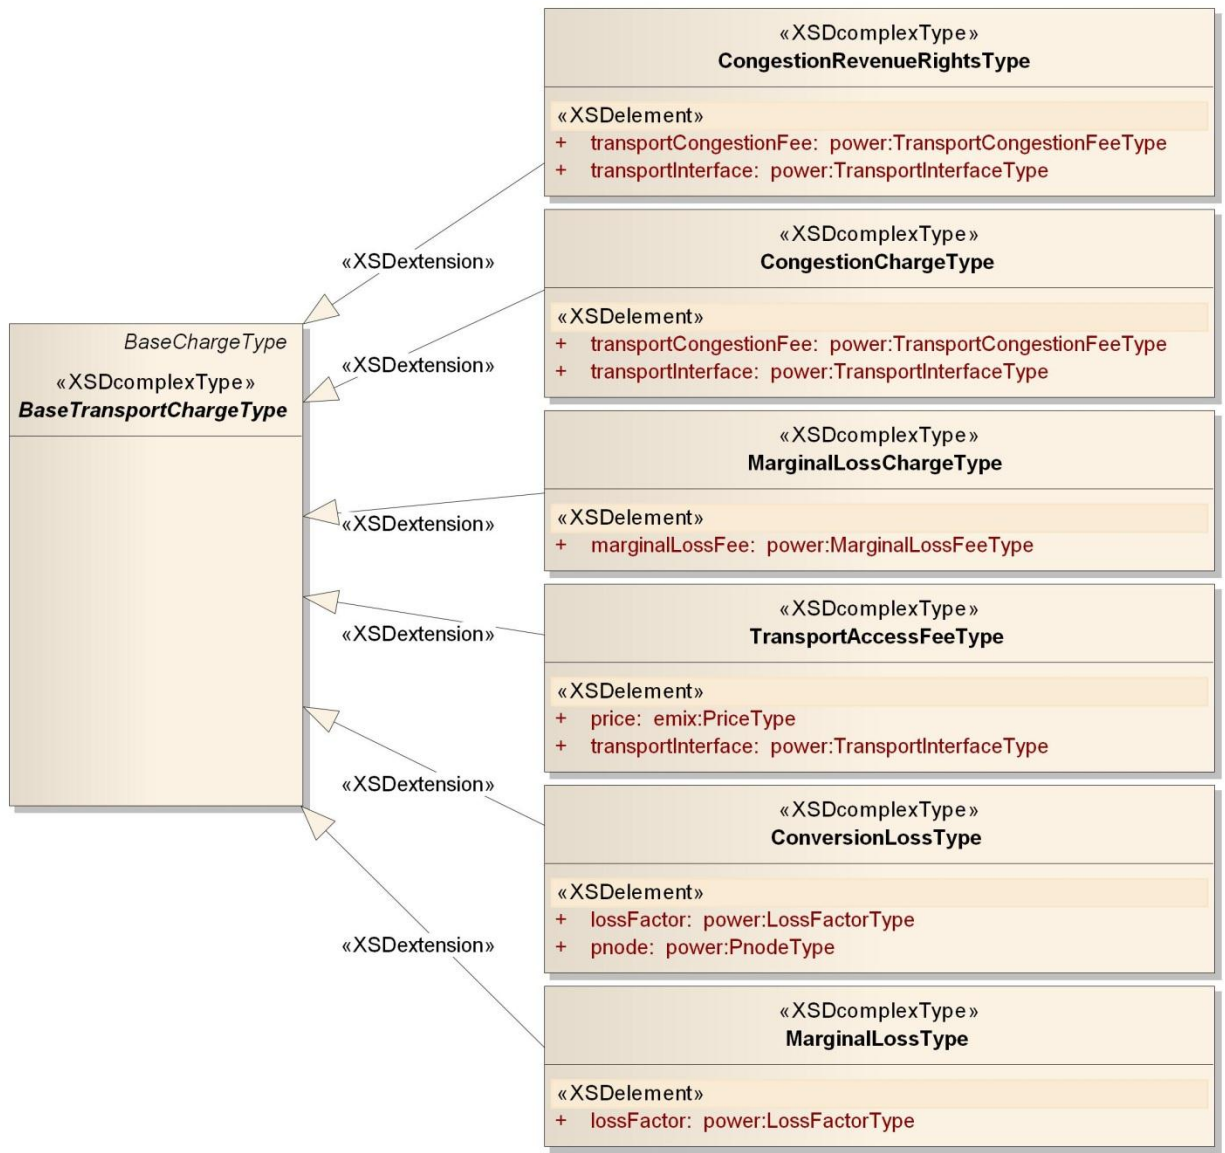 «XSDcomplexType»
CongestionRevenueRightsType
«XSDelement»
+ transportCongestionFee: power:TransportCongestionFeeType
+ transportInterface: power:TransportInterfaceType
«XSDextension»
«XSDcomplexType»
CongestionChargeType
«XSDelement»
+ transportCongestionFee: power:TransportCongestionFeeType
+ transportInterface: power:TransportInterfaceType
«XSDextension»
BaseChargeType
«XSDcomplexType»
BaseTransportChargeType
«XSDcomplexType»
MarginalLossChargeType
«XSDelement»
+ marginalLossFee: power:MarginalLossFeeType
«XSDextension»
«XSDcomplexType»
TransportAccessFeeType
«XSDelement»
+ price: emix:PriceType
+ transportInterface: power:TransportInterfaceType
«XSDextension»
«XSDcomplexType»
ConversionLossType
«XSDelement»
+ lossFactor: power:LossFactorType
+ pnode: power:PnodeType
«XSDextension»
«XSDextension»
«XSDcomplexType»
MarginalLossType
«XSDelement»
+ lossFactor: power:LossFactorType